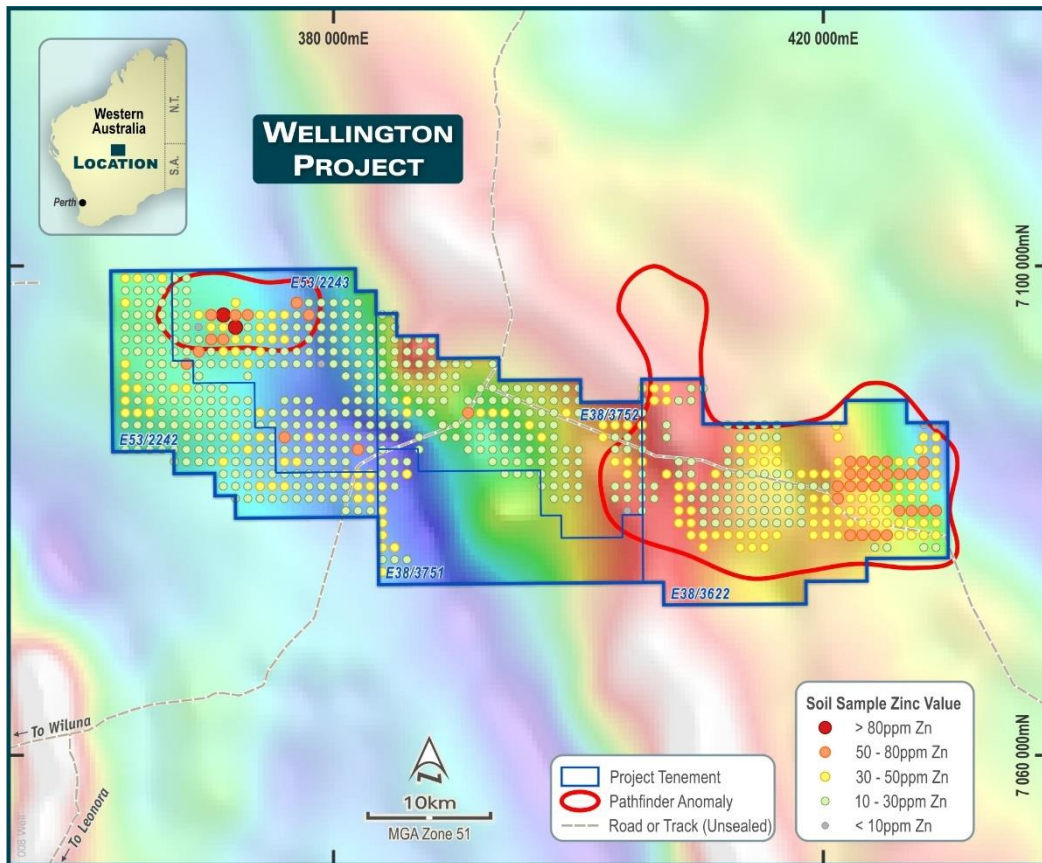 380 000mE
420 000mE
Western
Australia
LOCATION
N.T.
S.A.
Perth
WELLINGTON
PROJECT
7 100 000mN
E53/2243
E38/3752
E53/2242
E38/3751
E38/3622
To Wiluna
To Leonora
10km
MGA Zone 51
Project Tenement
Pathfinder Anomaly
Road or Track (Unsealed)
Soil Sample Zinc Value
> 80ppm Zn
50 - 80ppm Zn
30 - 50ppm Zn
10 - 30ppm Zn
< 10ppm Zn
7 060 000mN
008 Well